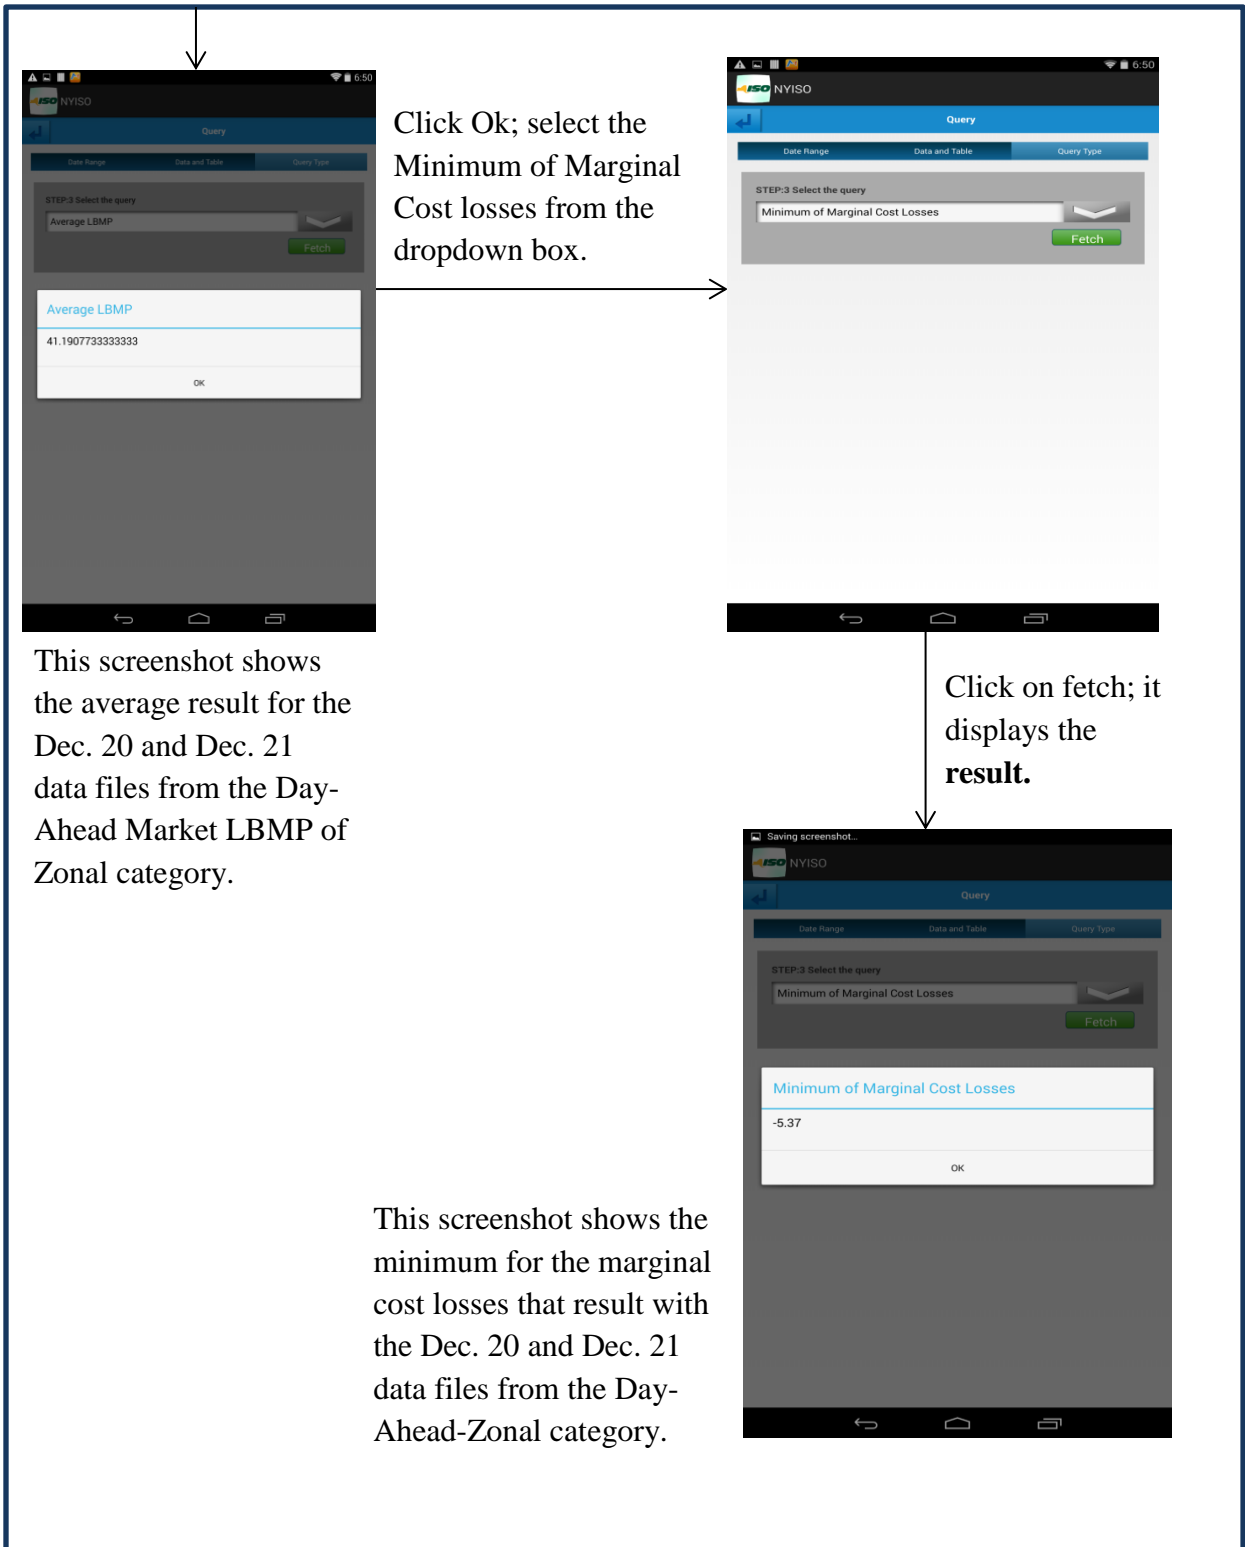 6:50
ISO NYISO
Query
Date Range Data and Table Query Type
STEP:3 Select the query
Average LBMP
Fetch
Average LBMP
41.1907733333333
OK
This screenshot shows
the average result for the
Dec. 20 and Dec. 21
data files from the Day-
Ahead Market LBMP of
Zonal category.
Click Ok; select the
Minimum of Marginal
Cost losses from the
dropdown box.
6:50
ISO NYISO
Query
Date Range Data and Table Query Type
STEP:3 Select the query
Minimum of Marginal Cost Losses
Fetch
Click on fetch; it
displays the
result.
Saving screenshot...
ISO NYISO
Query
Date Range Data and Table Query Type
STEP:3 Select the query
Minimum of Marginal Cost Losses
Fetch
Minimum of Marginal Cost Losses
-5.37
OK
This screenshot shows the
minimum for the marginal
cost losses that result with
the Dec. 20 and Dec. 21
data files from the Day-
Ahead-Zonal category.